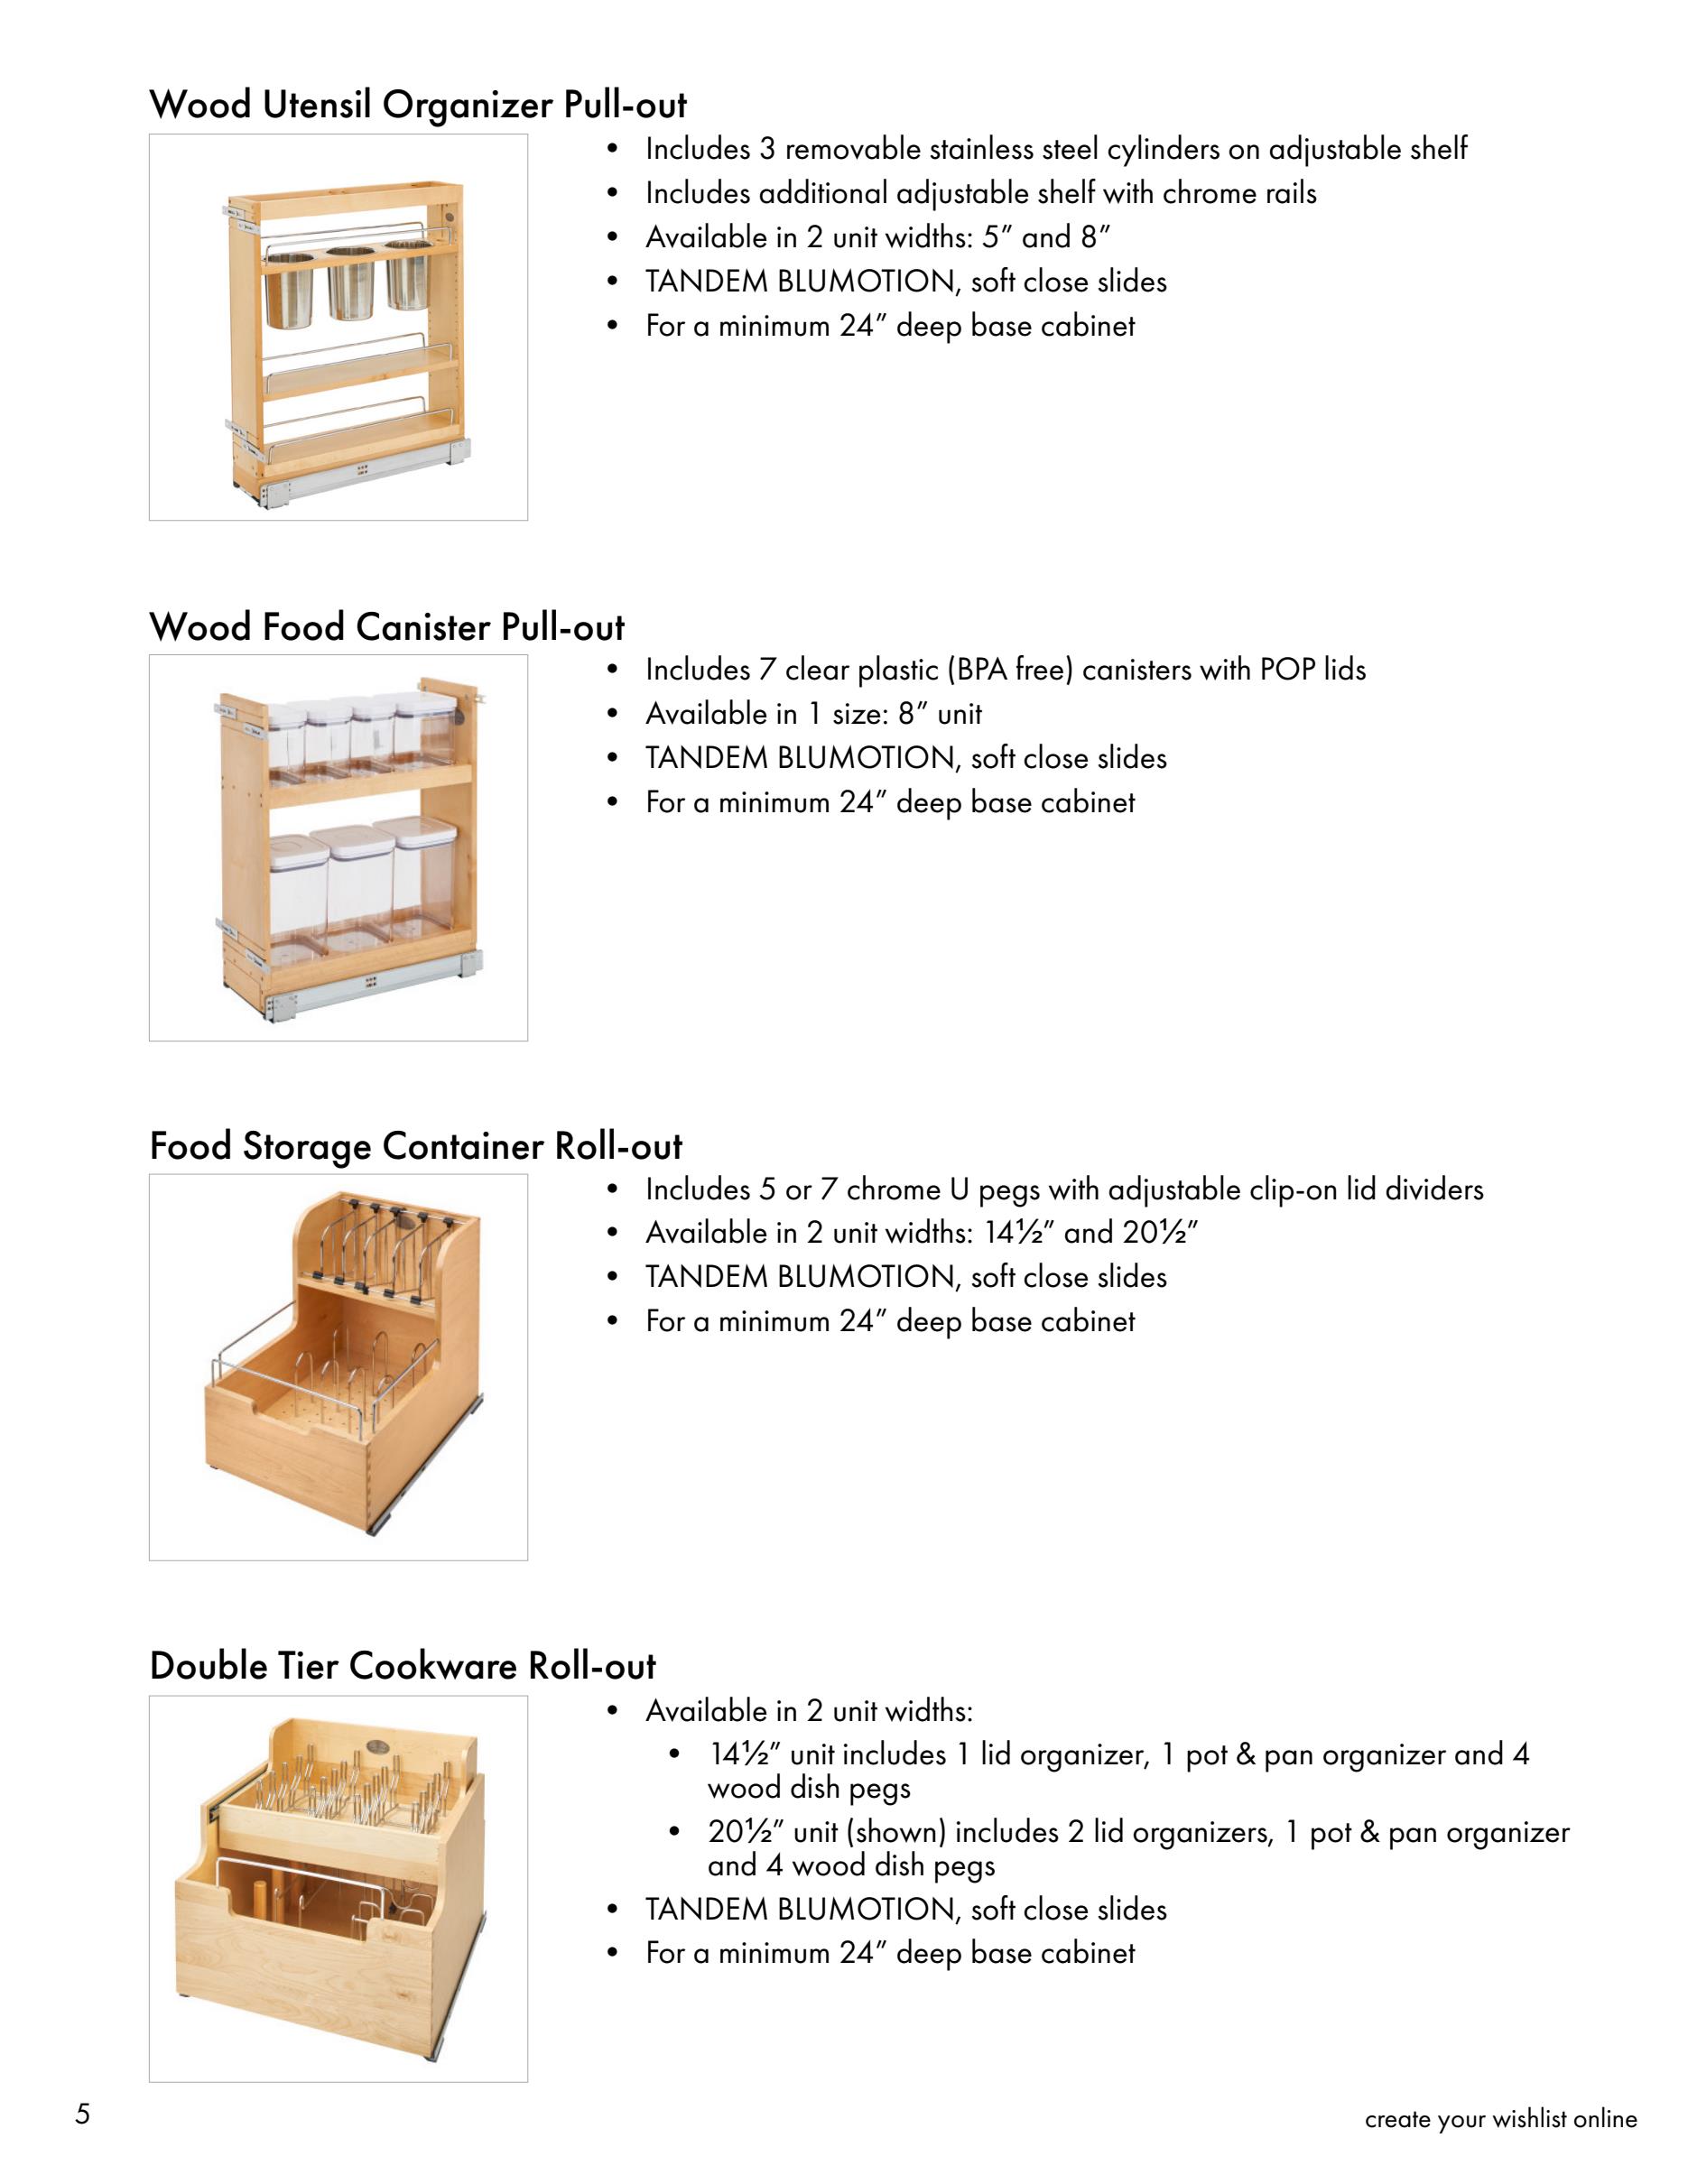 Wood Utensil Organizer Pull-out
• Includes 3 removable stainless steel cylinders on adjustable shelf
• Includes additional adjustable shelf with chrome rails
• Available in 2 unit widths: 5” and 8”
• TANDEM BLUMOTION, soft close slides
• For a minimum 24” deep base cabinet
Wood Food Canister Pull-out
• Includes 7 clear plastic (BPA free) canisters with POP lids
• Available in 1 size: 8” unit
• TANDEM BLUMOTION, soft close slides
• For a minimum 24” deep base cabinet
Food Storage Container Roll-out
• Includes 5 or 7 chrome U pegs with adjustable clip-on lid dividers
• Available in 2 unit widths: 14½” and 20½”
• TANDEM BLUMOTION, soft close slides
• For a minimum 24” deep base cabinet
Double Tier Cookware Roll-out
• Available in 2 unit widths:
• 14½” unit includes 1 lid organizer, 1 pot & pan organizer and 4
wood dish pegs
• 20½” unit (shown) includes 2 lid organizers, 1 pot & pan organizer
and 4 wood dish pegs
• TANDEM BLUMOTION, soft close slides
• For a minimum 24” deep base cabinet
5
create your wishlist online